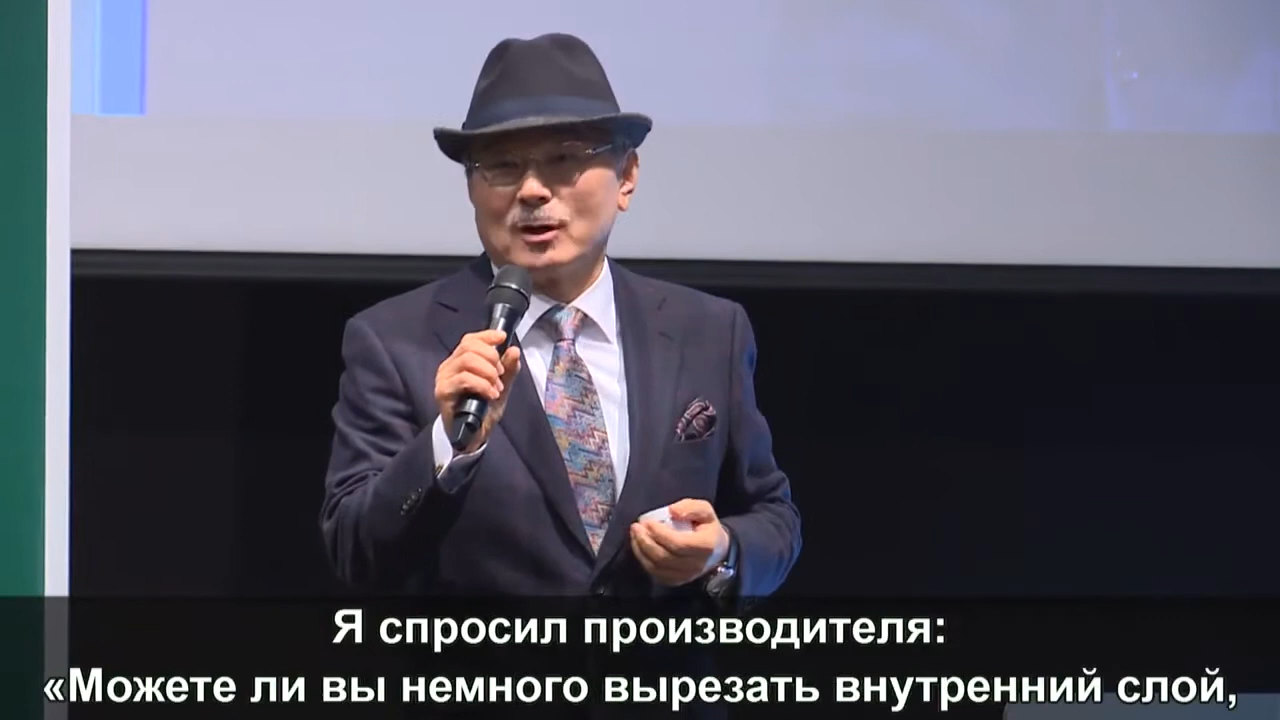 Я спросил производителя:
«Можете ли вы немного вырезать внутренний слой,